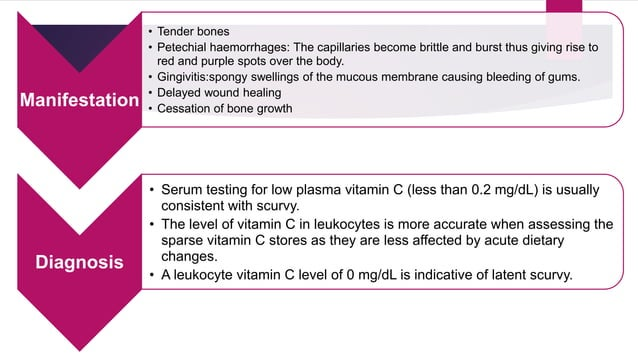 Manifestation
• Tender bones
• Petechial haemorrhages: The capillaries become brittle and burst thus giving rise to
red and purple spots over the body.
• Gingivitis:spongy swellings of the mucous membrane causing bleeding of gums.
• Delayed wound healing
• Cessation of bone growth
Diagnosis
• Serum testing for low plasma vitamin C (less than 0.2 mg/dL) is usually
consistent with scurvy.
• The level of vitamin C in leukocytes is more accurate when assessing the
sparse vitamin C stores as they are less affected by acute dietary
changes.
• A leukocyte vitamin C level of 0 mg/dL is indicative of latent scurvy.